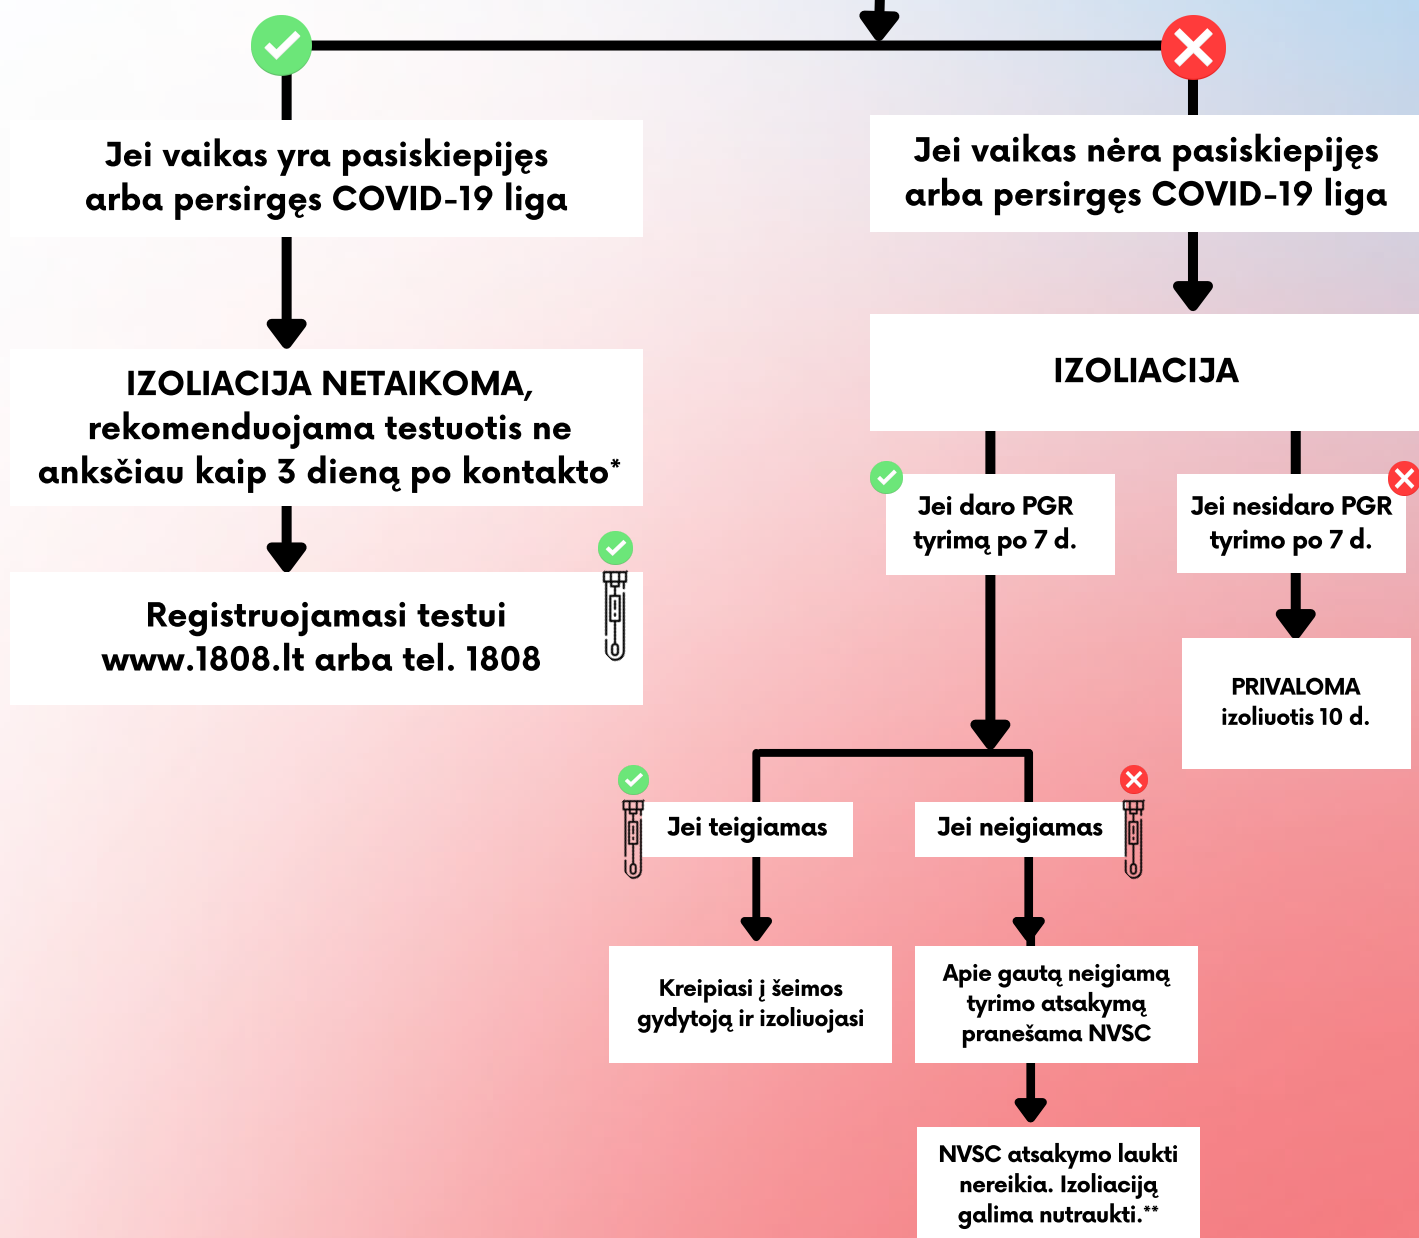 Jei vaikas yra pasiskiepijęs
arba persirgęs COVID-19 liga
IZOLIACIJA NETAIKOMA,
rekomenduojama testuotis ne
anksčiau kaip 3 dieną po kontakto*
Registruojamasi testui
www.1808.lt arba tel. 1808
Jei vaikas nėra pasiskiepijęs
arba persirgęs COVID-19 liga
IZOLIACIJA
Jei daro PGR
tyrimą po 7 d.
Jei nesidaro PGR
tyrimo po 7 d.
PRIVALOMA
izoliuotis 10 d.
Jei teigiamas
Jei neigiamas
Kreipiasi į šeimos
gydytoją ir izoliuojasi
Apie gautą neigiamą
tyrimo atsakymą
pranešama NVSC
NVSC atsakymo laukti
nereikia. Izoliaciją
galima nutraukti.**